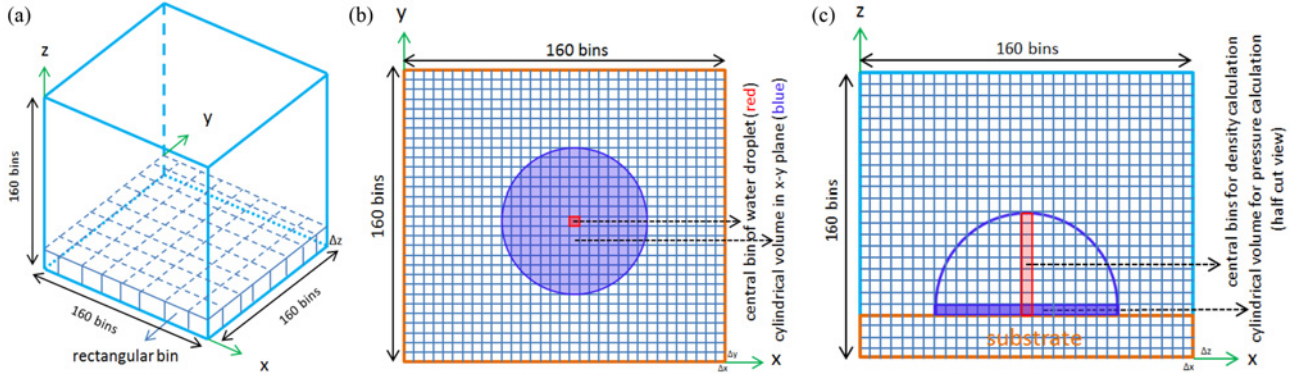 (a)
z
y
160 bins
Δz
160 bins
160 bins
rectangular bin
x
(b)
y
160 bins
160 bins
central bin of water droplet (red)
cylindrical volume in x-y plane (blue)
Δy
Δx
x
(c)
z
160 bins
160 bins
central bins for density calculation
cylindrical volume for pressure calculation
(half cut view)
substrate
Δz
Δx
x